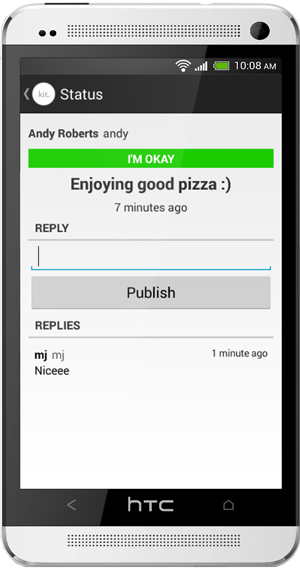 10:08 AM
kit.
Status
Andy Roberts andy
I'M OKAY
Enjoying good pizza :)
7 minutes ago
REPLY
Publish
REPLIES
mj mj 1 minute ago
Niceee
hTC